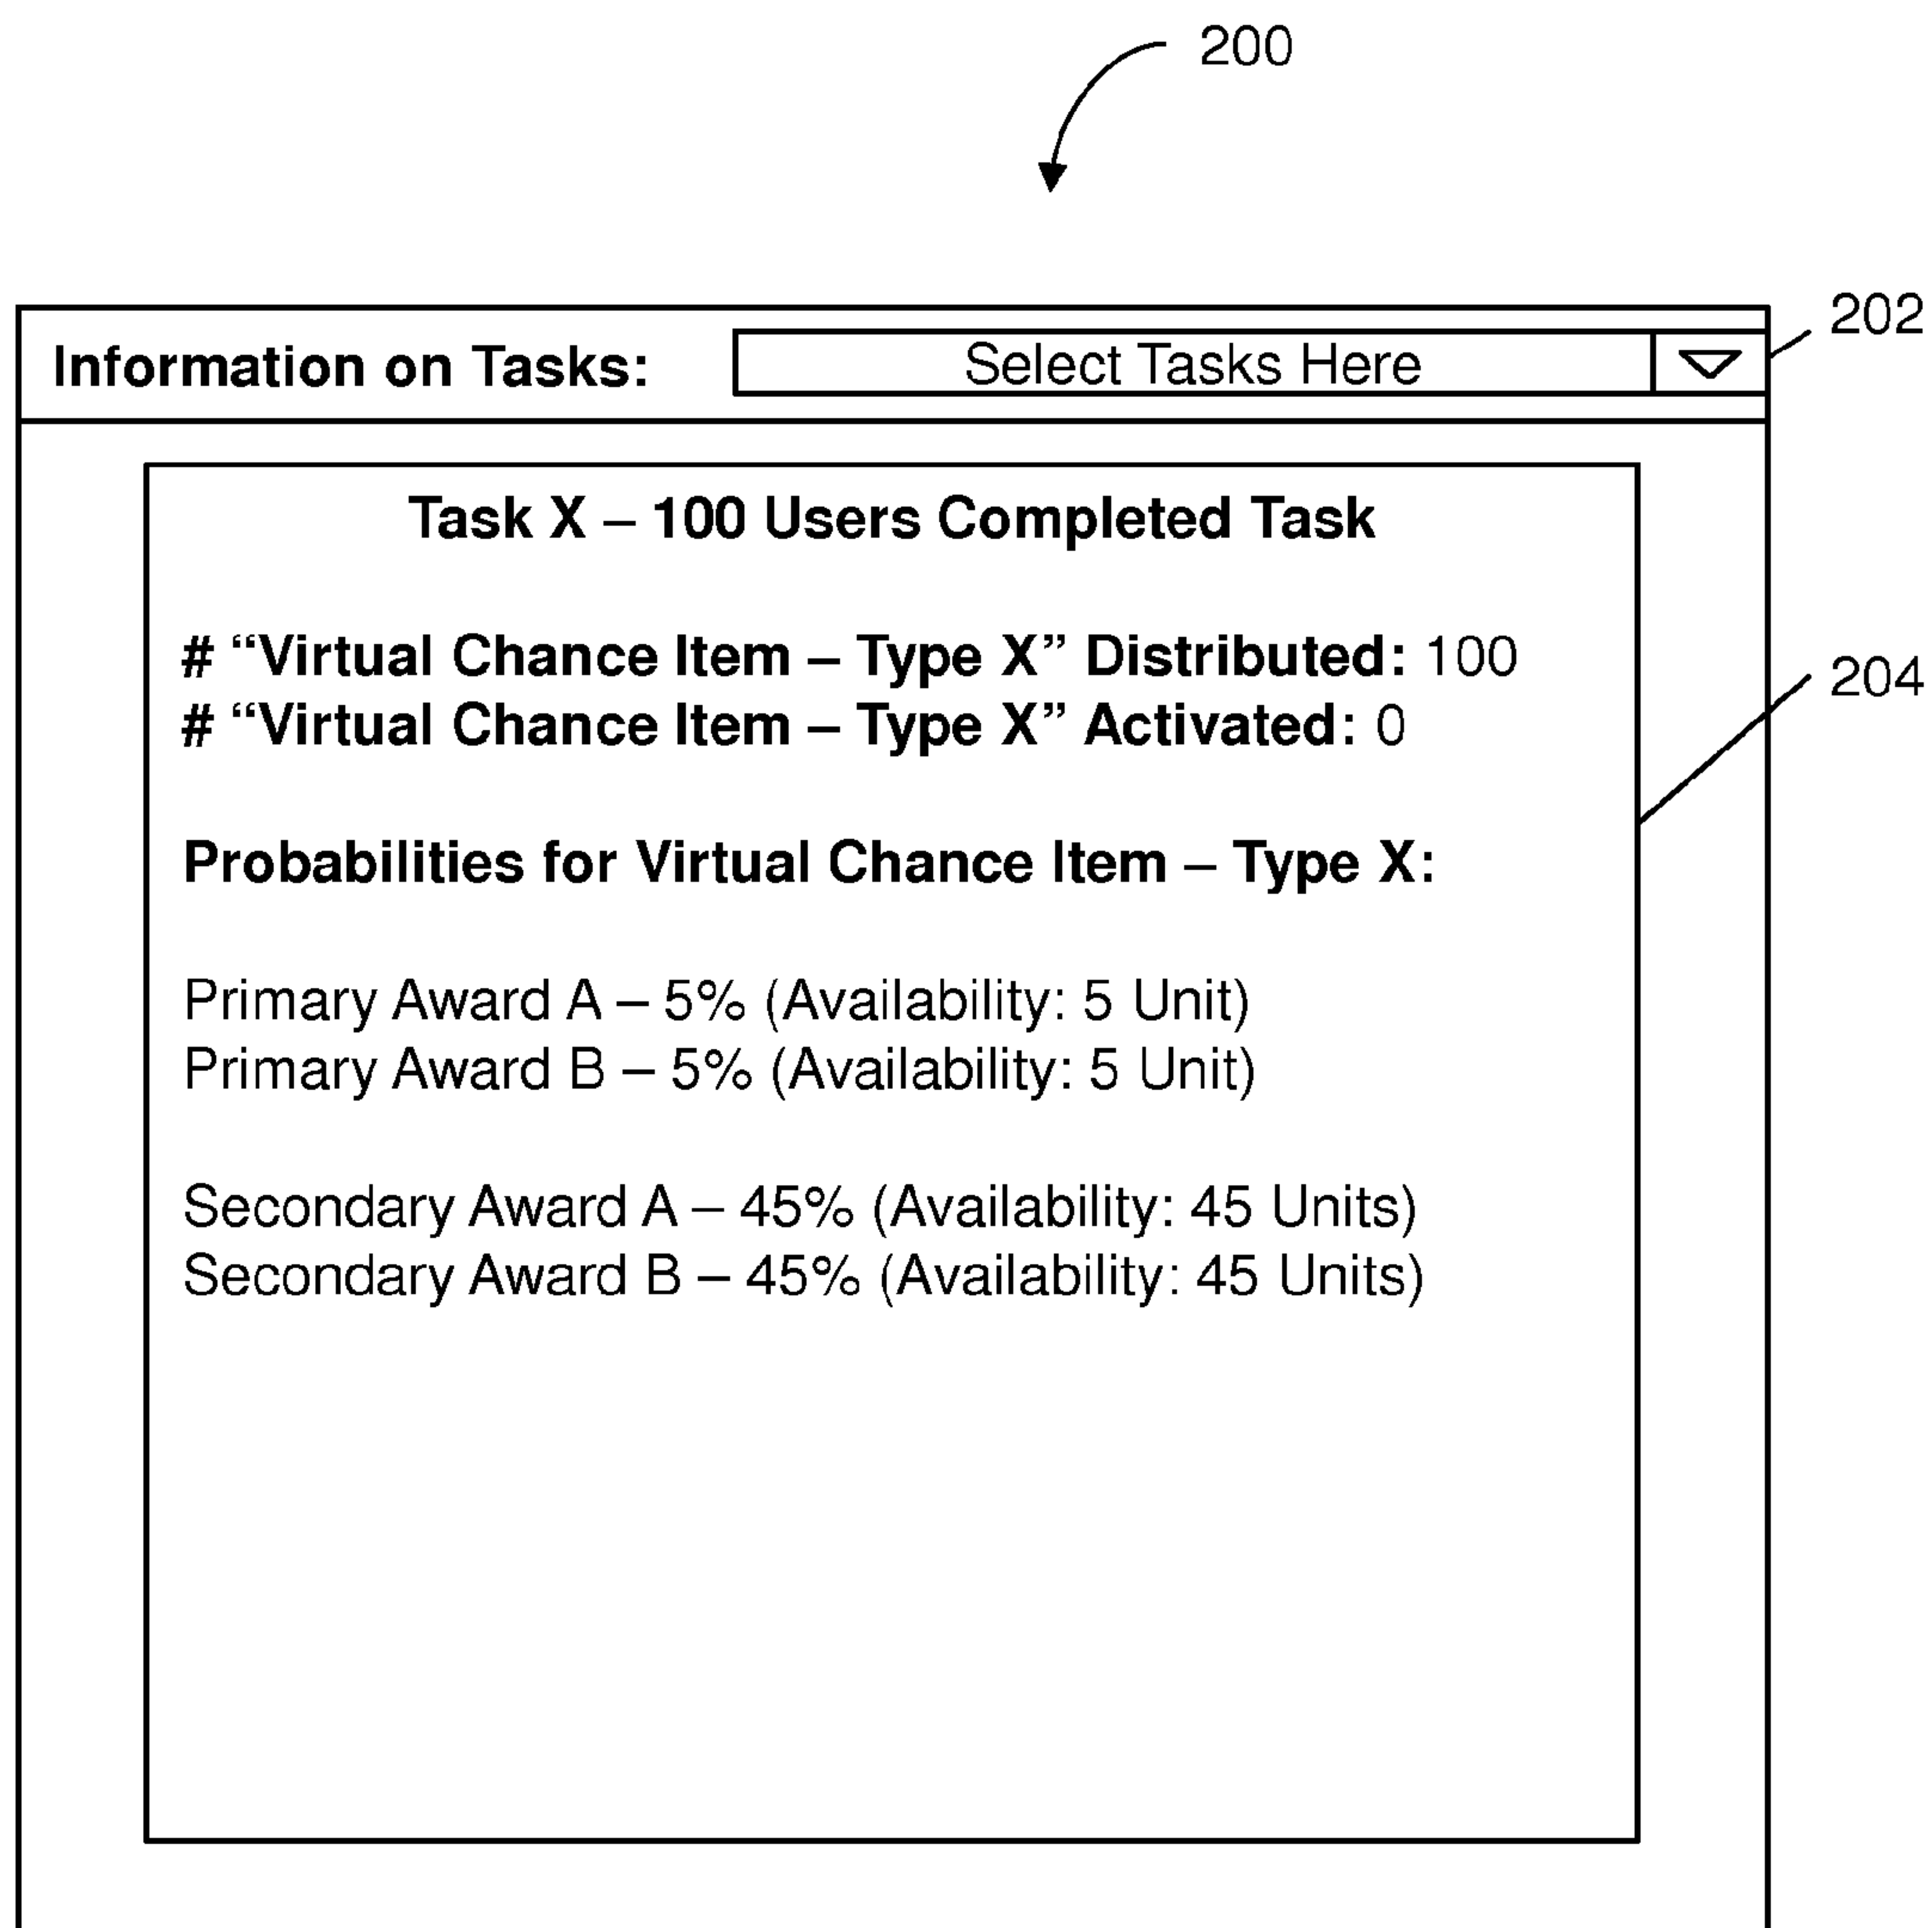 200
202
Information on Tasks: Select Tasks Here
Task X – 100 Users Completed Task
# “Virtual Chance Item – Type X” Distributed: 100
204
# “Virtual Chance Item – Type X” Activated: 0
Probabilities for Virtual Chance Item – Type X:
Primary Award A – 5% (Availability: 5 Unit)
Primary Award B – 5% (Availability: 5 Unit)
Secondary Award A – 45% (Availability: 45 Units)
Secondary Award B – 45% (Availability: 45 Units)